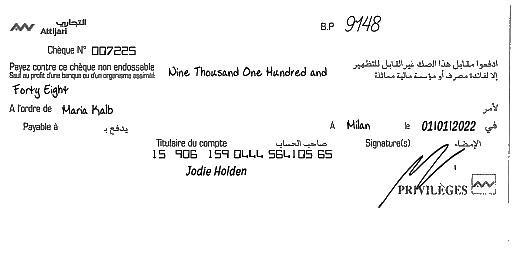 التجاري
Attijari
B.P 9148
Chèque N° 007225
Payez contre ce chèque non endossable
Sauf au profit d'une banque ou d'un organisme assimilé
Nine Thousand One Hundred and
ادفعوا مقابل هذا الصك غير القابل للتظهير
إلا لفائدة مصرف أو مؤسسة مالية مماثلة
Forty Eight
A l'ordre de Maria Kalb
لأمر
Payable à يدفع بـ
A Milan le 01/01/2022 في
Titulaire du compte صاحب الحساب
Signature(s) الإمضاء
15 906 159 0444 564105 65
Jodie Holden
PRIVILÈGES